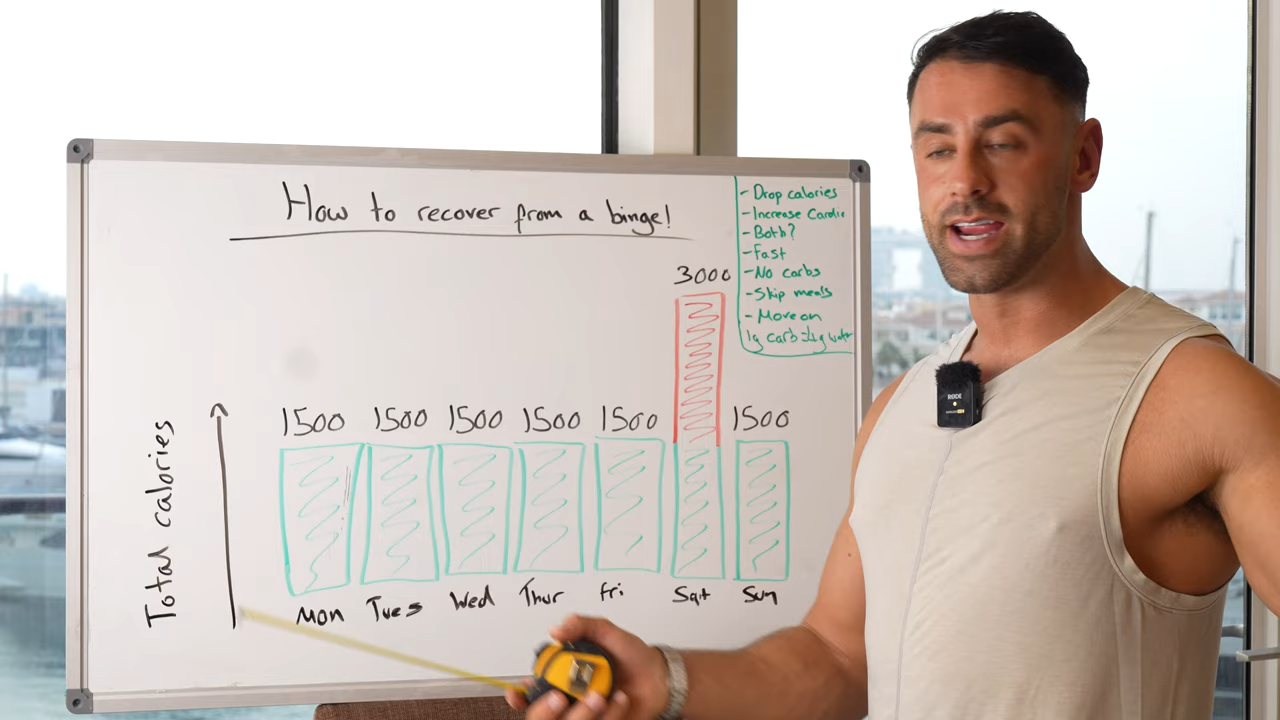 How to recover from a binge!
- Drop calories
- Increase Cardio
- Both?
- Fast
- No carbs
- Skip meals
- Move on
1g carb = 4g water
3000
1500 1500 1500 1500 1500 1500
Total calories
Mon Tues Wed Thur Fri Sat Sun
RODE